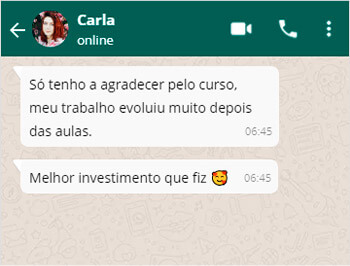 Carla
online
Só tenho a agradecer pelo curso,
meu trabalho evoluiu muito depois
das aulas.
06:45
Melhor investimento que fiz 🥰
06:45